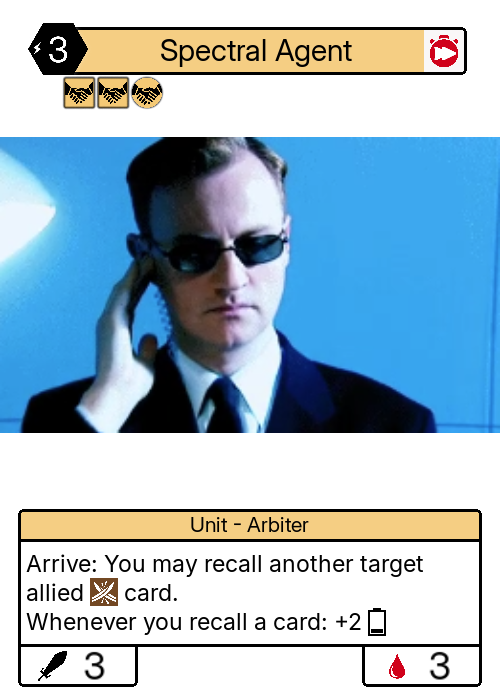 3
Spectral Agent
Unit - Arbiter
Arrive: You may recall another target
allied card.
Whenever you recall a card: +2
3
3